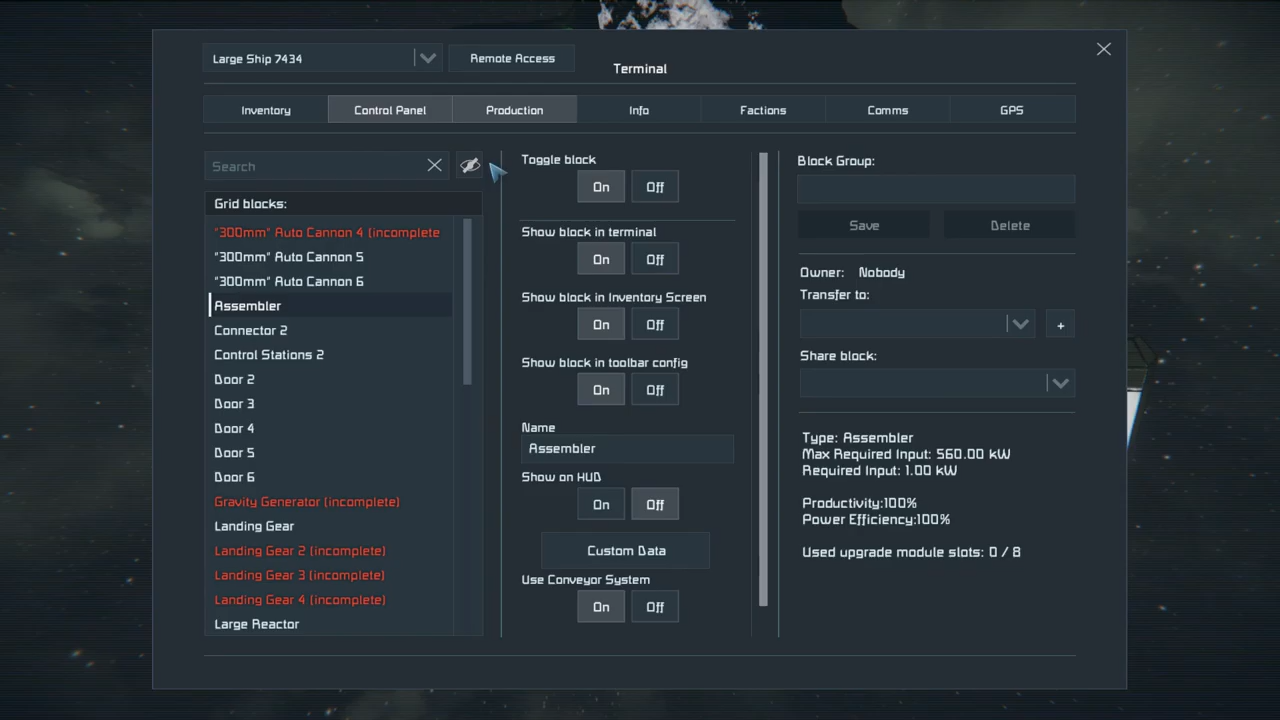 Large Ship 7434
Remote Access
Terminal
Inventory
Control Panel
Production
Info
Factions
Comms
GPS
Search
Grid blocks:
"300mm" Auto Cannon 4 (incomplete
"300mm" Auto Cannon 5
"300mm" Auto Cannon 6
Assembler
Connector 2
Control Stations 2
Door 2
Door 3
Door 4
Door 5
Door 6
Gravity Generator (incomplete)
Landing Gear
Landing Gear 2 (incomplete)
Landing Gear 3 (incomplete)
Landing Gear 4 (incomplete)
Large Reactor
Toggle block
On Off
Show block in terminal
On Off
Show block in Inventory Screen
On Off
Show block in toolbar config
On Off
Name
Assembler
Show on HUD
On Off
Custom Data
Use Conveyor System
On Off
Block Group:
Save Delete
Owner: Nobody
Transfer to:
+
Share block:
Type: Assembler
Max Required Input: 560.00 kW
Required Input: 1.00 kW
Productivity:100%
Power Efficiency:100%
Used upgrade module slots: 0 / 8